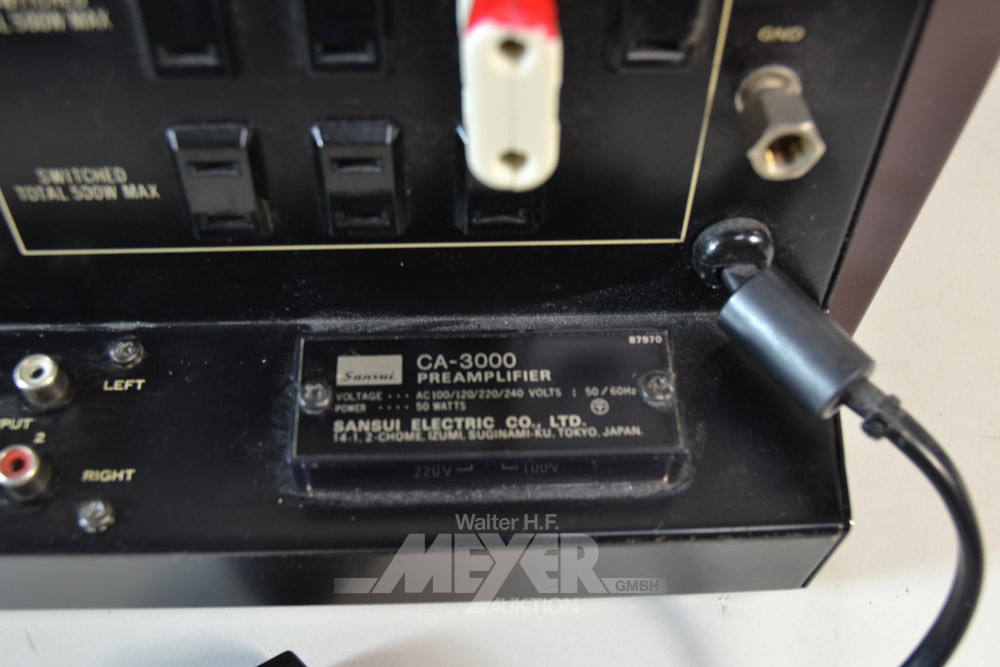 SWITCHED
500W MAX
GND
SWITCHED
TOTAL 500W MAX
87970
Sansui
CA-3000
PREAMPLIFIER
VOLTAGE ··· AC100/120/220/240 VOLTS : 50/60Hz
POWER ···· 50 WATTS
SANSUI ELECTRIC CO., LTD.
14-1, 2-CHOME, IZUMI, SUGINAMI-KU, TOKYO, JAPAN.
220V 100V
LEFT
2
RIGHT
Walter H.F.
MEYER
GMBH
AUKTION